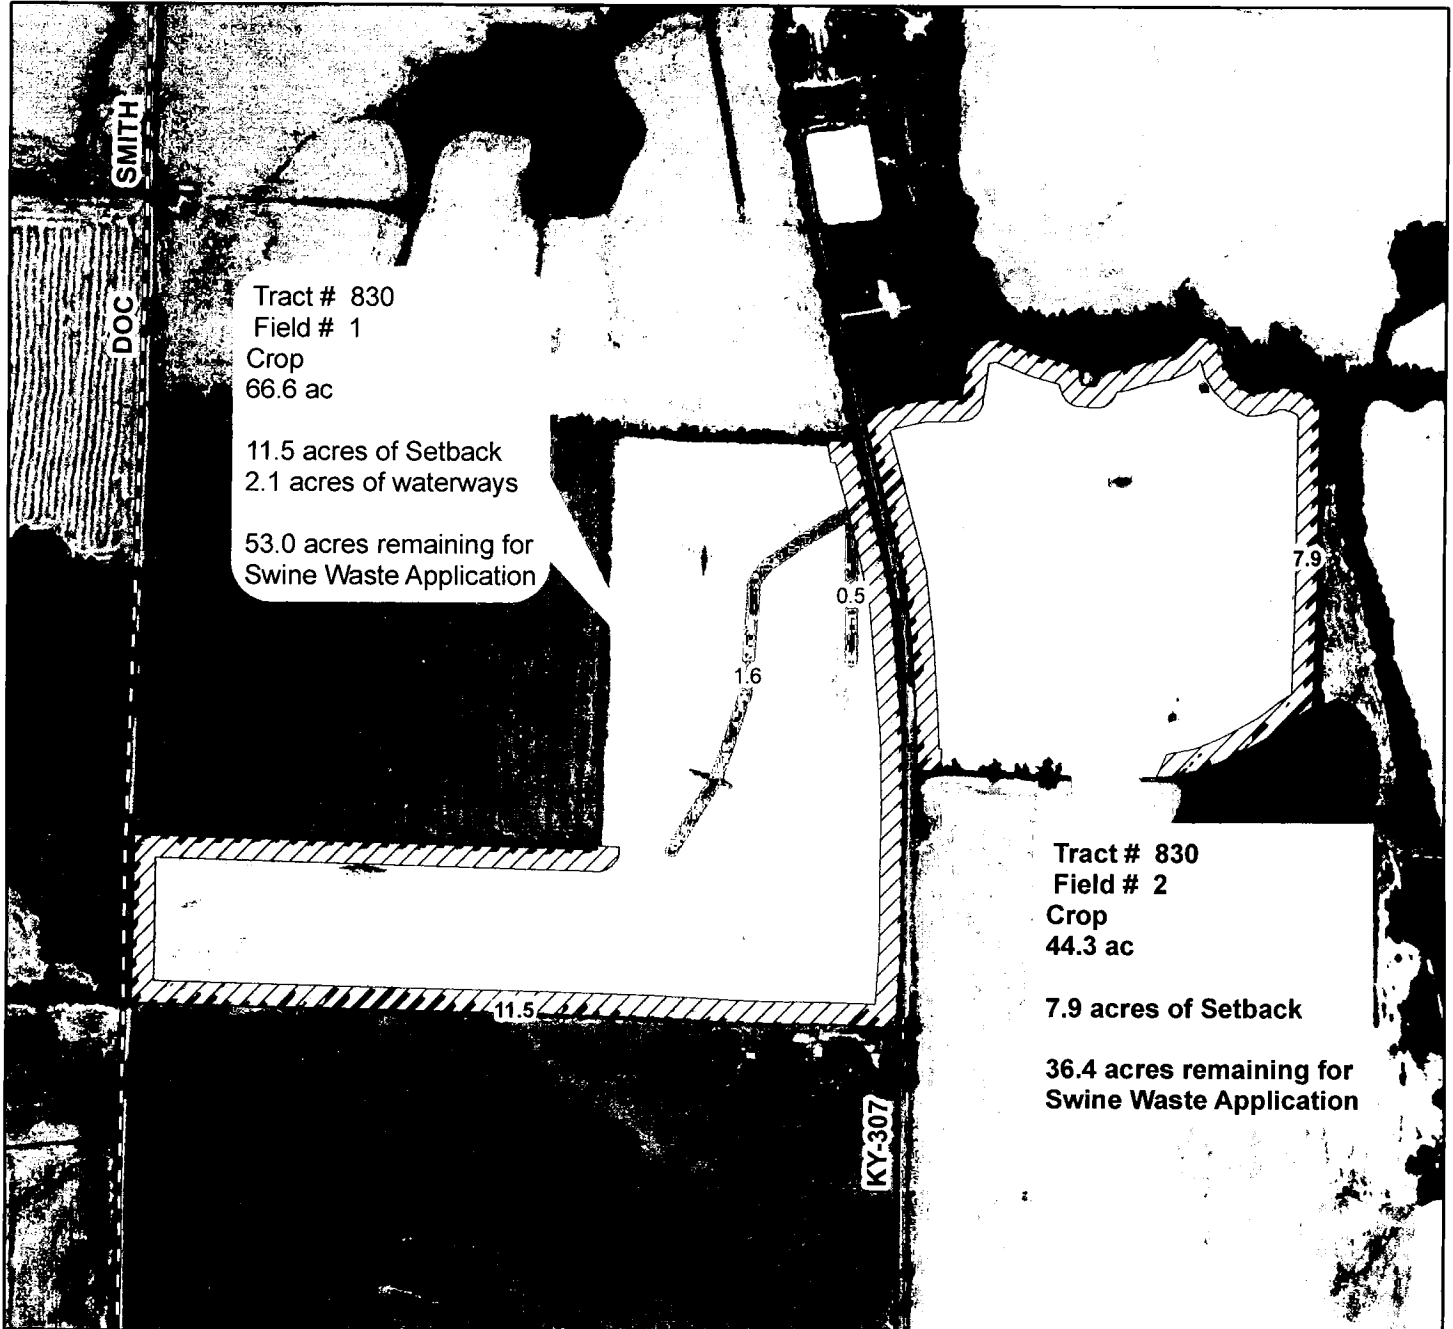 SMITH
DOC
Tract # 830
Field # 1
Crop
66.6 ac
11.5 acres of Setback
2.1 acres of waterways
53.0 acres remaining for
Swine Waste Application
7.9
0.5
1.6
11.5
Tract # 830
Field # 2
Crop
44.3 ac
7.9 acres of Setback
36.4 acres remaining for
Swine Waste Application
KY-307